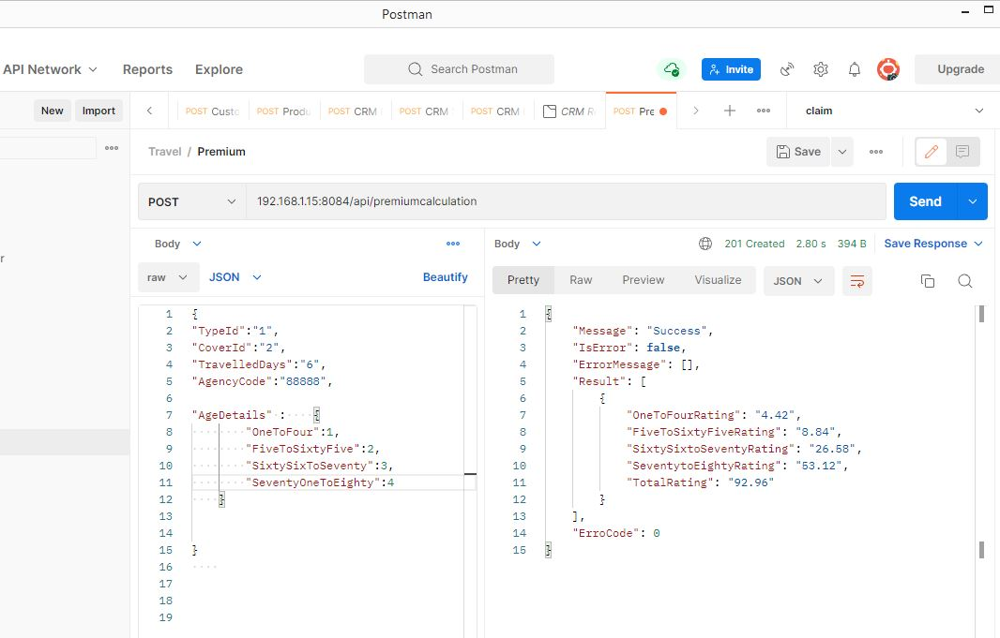 Postman
API Network Reports Explore Search Postman Invite Upgrade
New Import POST Custo POST Produ POST CRM POST CRM POST CRM CRM R POST Pre claim
Travel / Premium Save
POST 192.168.1.15:8084/api/premiumcalculation Send
Body Body 201 Created 2.80 s 394 B Save Response
r
raw JSON Beautify Pretty Raw Preview Visualize JSON
1 {
2 "TypeId":"1",
3 "CoverId":"2",
4 "TravelledDays":"6",
5 "AgencyCode":"88888",
6
7 "AgeDetails" : {
8 "OneToFour":1,
9 "FiveToSixtyFive":2,
10 "SixtySixToSeventy":3,
11 "SeventyOneToEighty":4
12 }
13
14
15 }
16
17
18
19
1 {
2 "Message": "Success",
3 "IsError": false,
4 "ErrorMessage": [],
5 "Result": [
6 {
7 "OneToFourRating": "4.42",
8 "FiveToSixtyFiveRating": "8.84",
9 "SixtySixtoSeventyRating": "26.58",
10 "SeventytoEightyRating": "53.12",
11 "TotalRating": "92.96"
12 }
13 ],
14 "ErroCode": 0
15 }